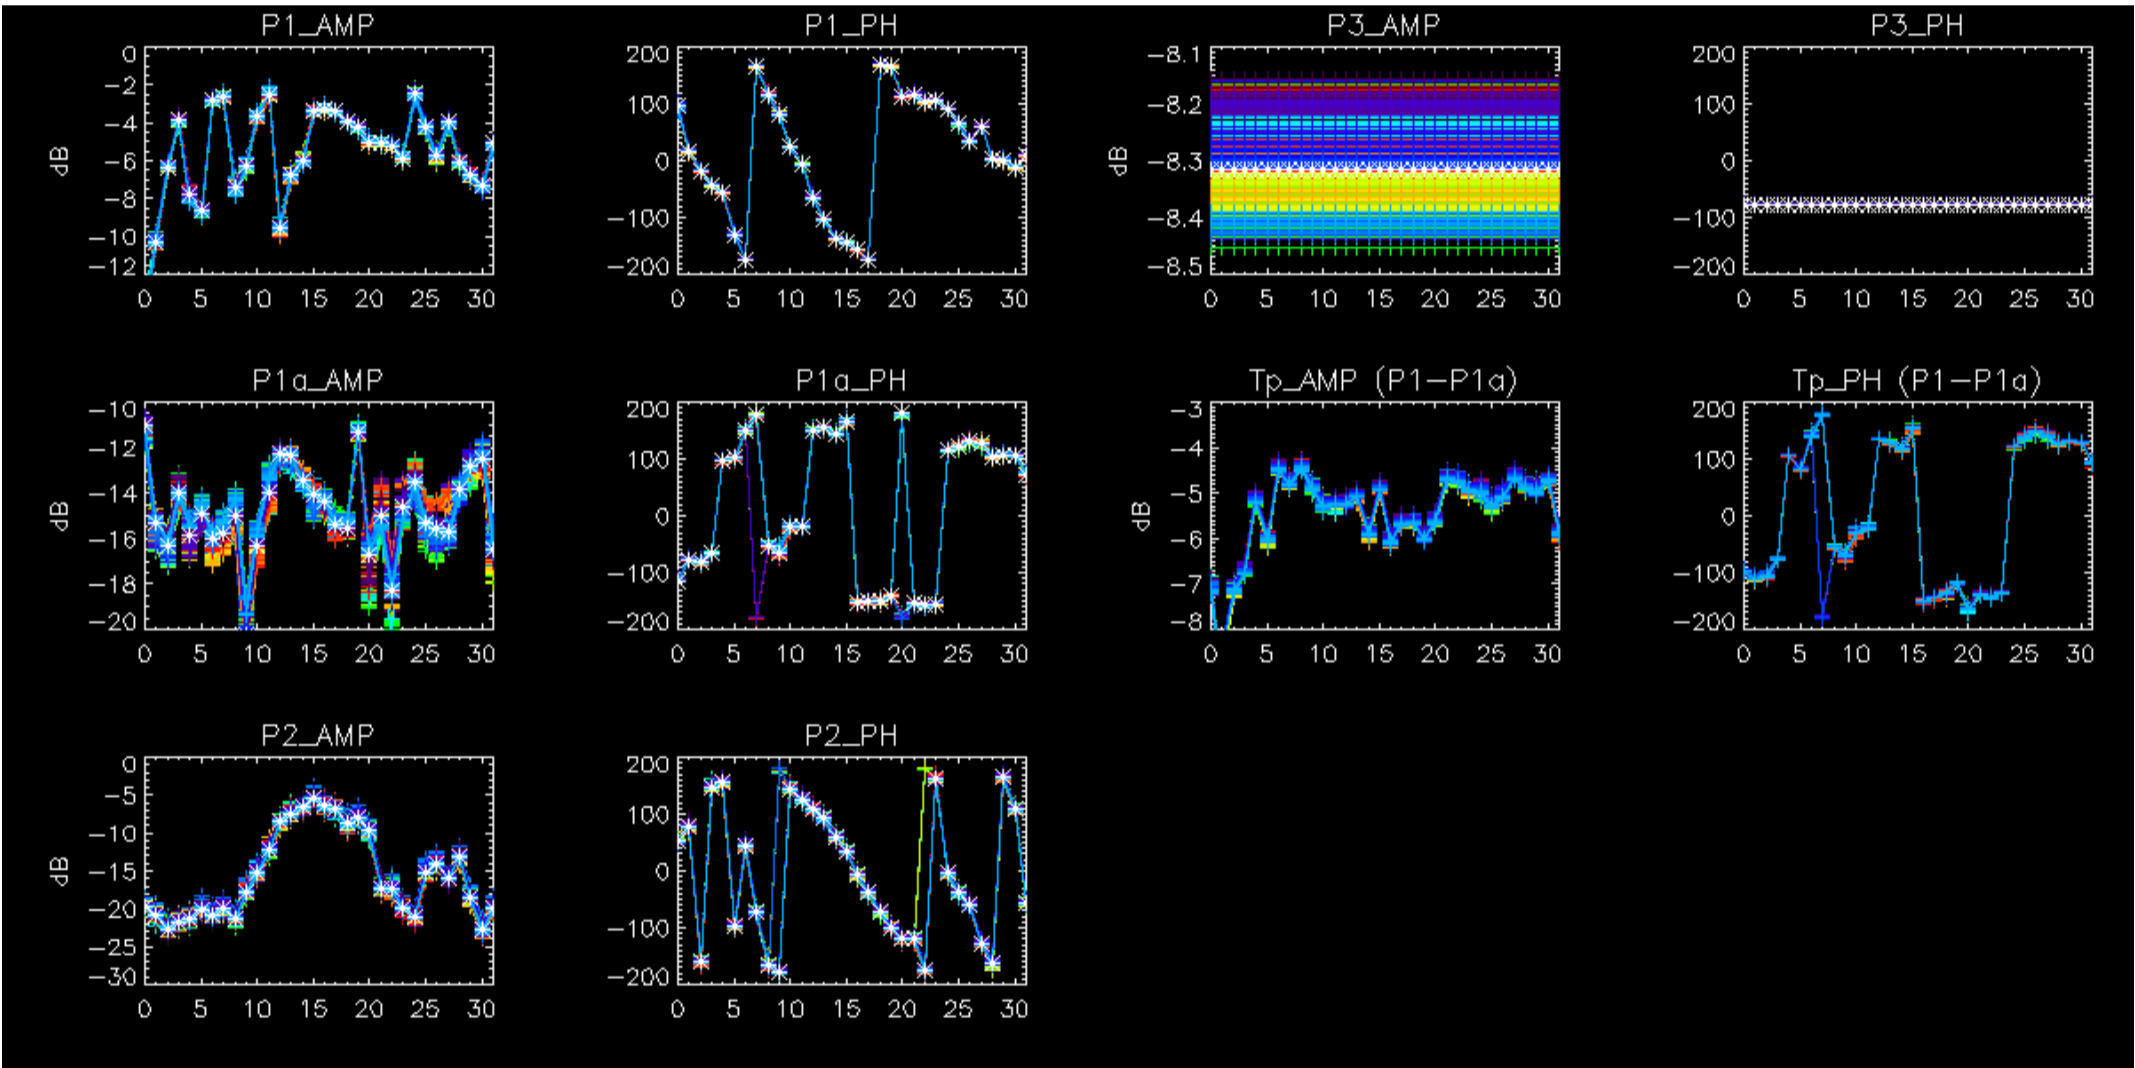 P1_AMP P1_PH P3_AMP P3_PH
0 200 −8.1 200
−2 100 −8.2 100
−4 0 −8.3 0
−6 −100 −8.4 −100
−8 −200 −8.5 −200
−10
−12
dB dB
0 5 10 15 20 25 30 0 5 10 15 20 25 30 0 5 10 15 20 25 30 0 5 10 15 20 25 30
P1a_AMP P1a_PH Tp_AMP (P1−P1a) Tp_PH (P1−P1a)
−10 200 −3 200
−12 100 −4 100
−14 0 −5 0
−16 −100 −6 −100
−18 −200 −7 −200
−20 −8
dB dB
0 5 10 15 20 25 30 0 5 10 15 20 25 30 0 5 10 15 20 25 30 0 5 10 15 20 25 30
P2_AMP P2_PH
0 200
−5 100
−10 0
−15 −100
−20 −200
−25
−30
dB
0 5 10 15 20 25 30 0 5 10 15 20 25 30